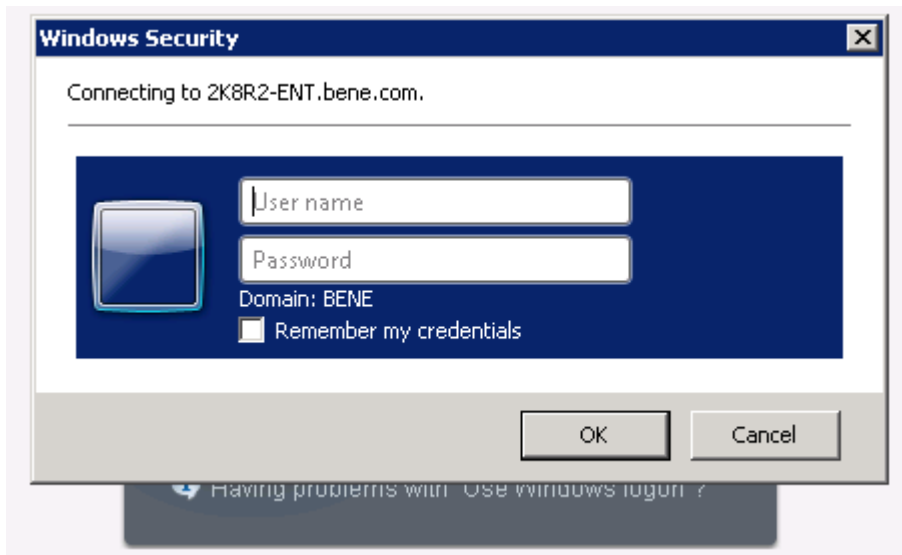 Windows Security
Connecting to 2K8R2-ENT.bene.com.
User name
Password
Domain: BENE
Remember my credentials
OK
Cancel
Having problems with "Use Windows logon"?